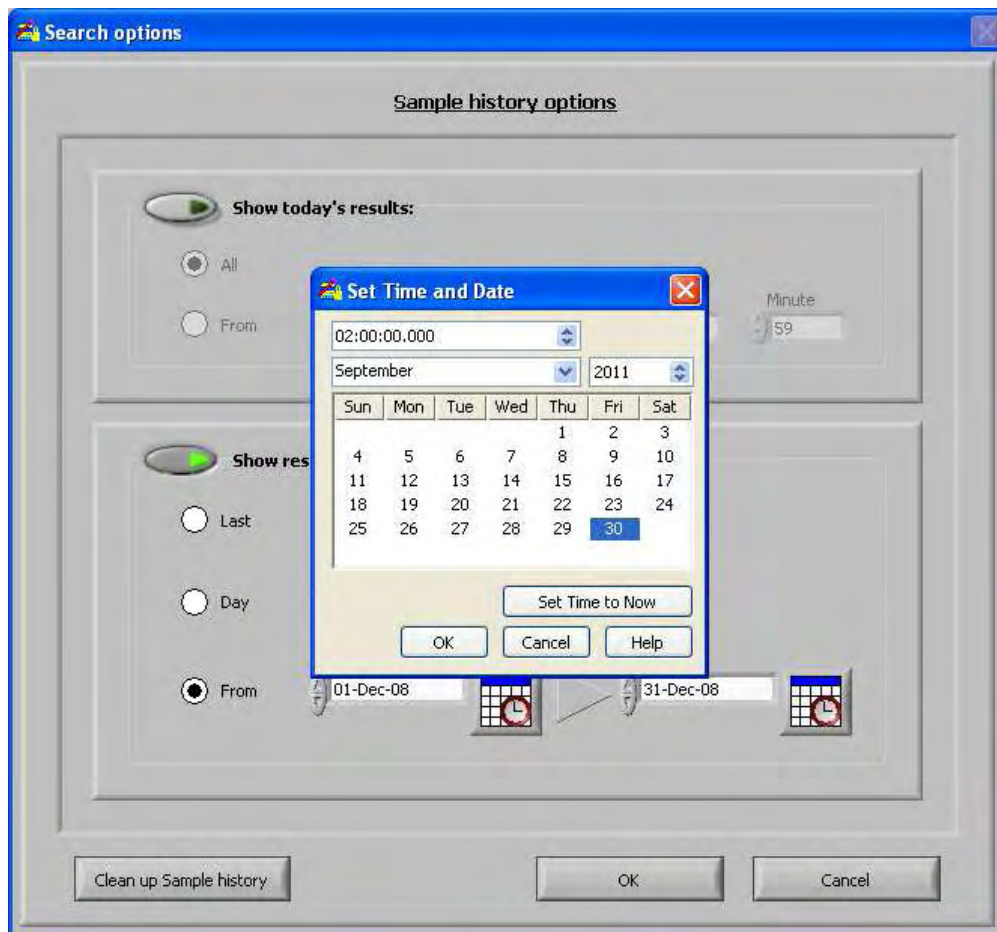 Search options
Sample history options
Show today's results:
All
From
Minute
59
Set Time and Date
02:00:00.000
September 2011
Sun Mon Tue Wed Thu Fri Sat
1 2 3
4 5 6 7 8 9 10
11 12 13 14 15 16 17
18 19 20 21 22 23 24
25 26 27 28 29 30
Set Time to Now
OK Cancel Help
Show res
Last
Day
From 01-Dec-08 31-Dec-08
Clean up Sample history OK Cancel